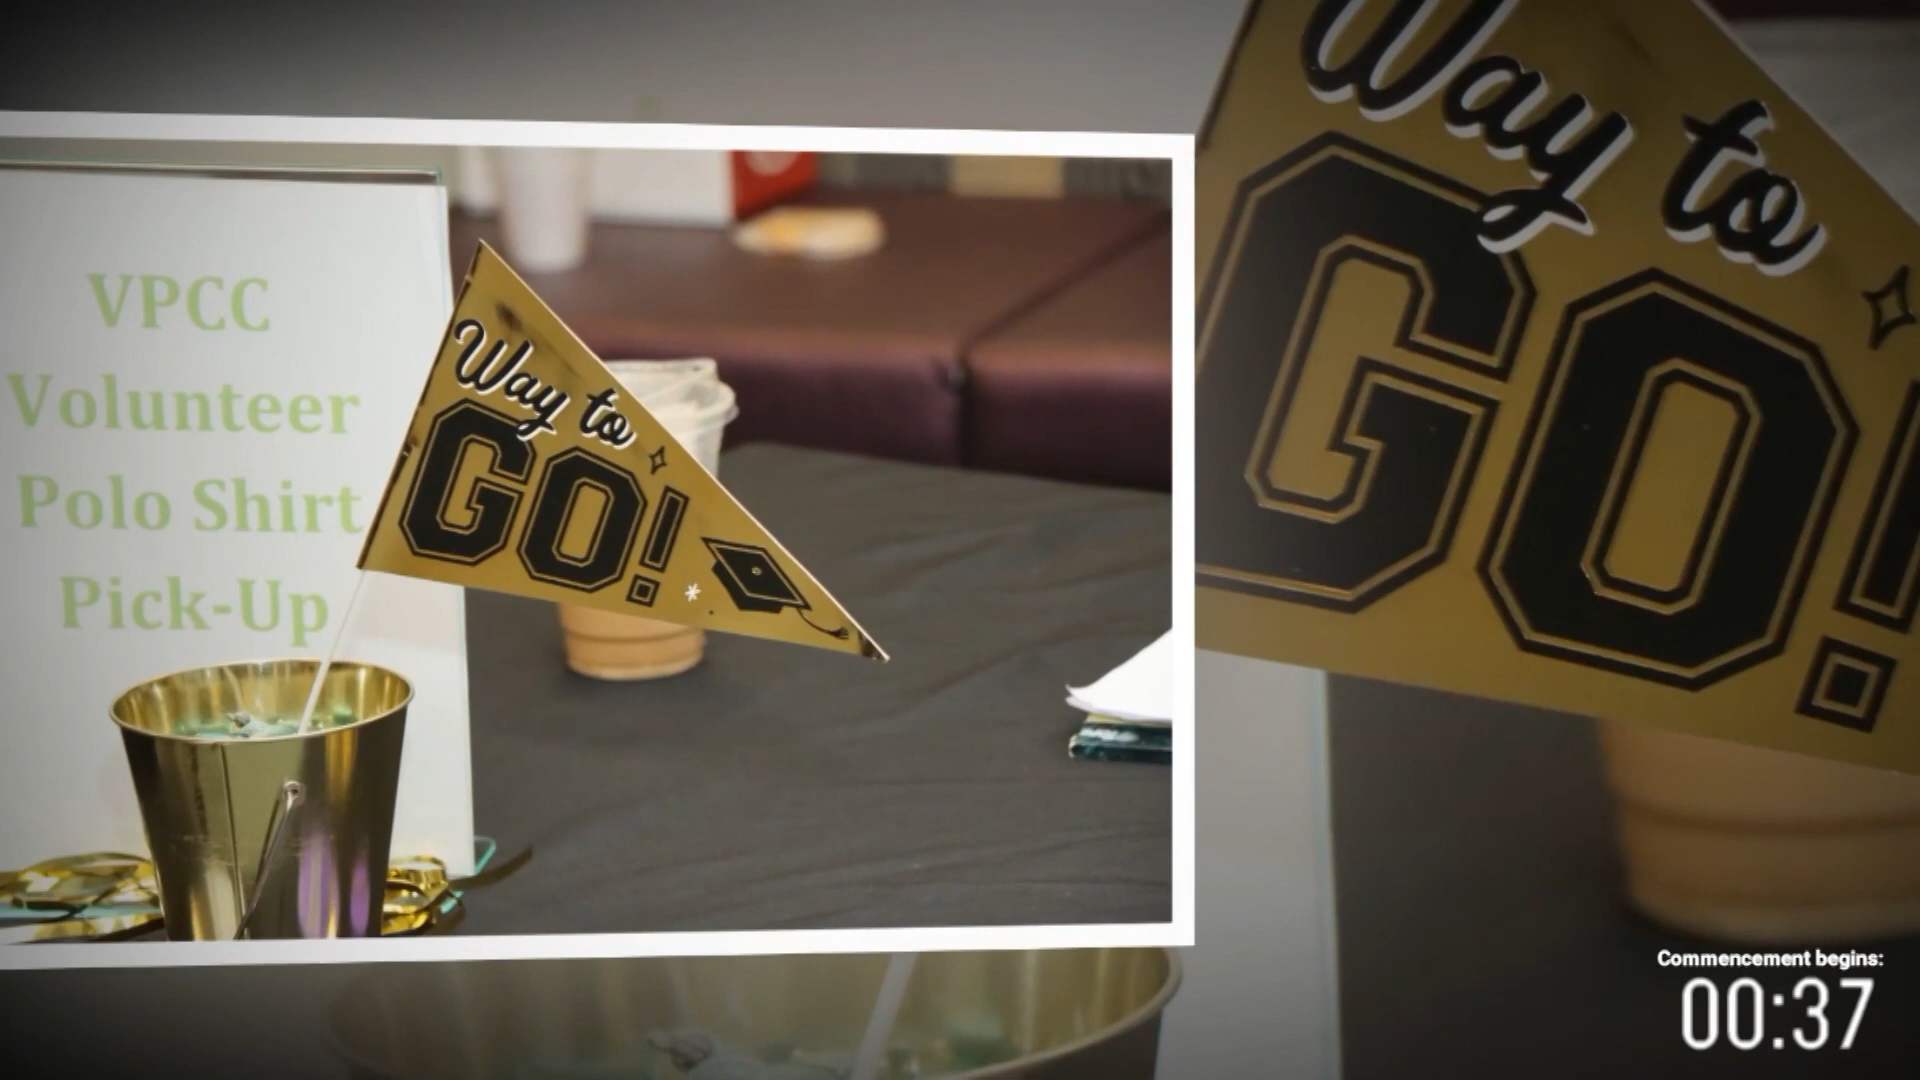 VPCC
Volunteer
Polo Shirt
Pick-Up
Way to
GO!
Way to
GO!
Commencement begins:
00:37